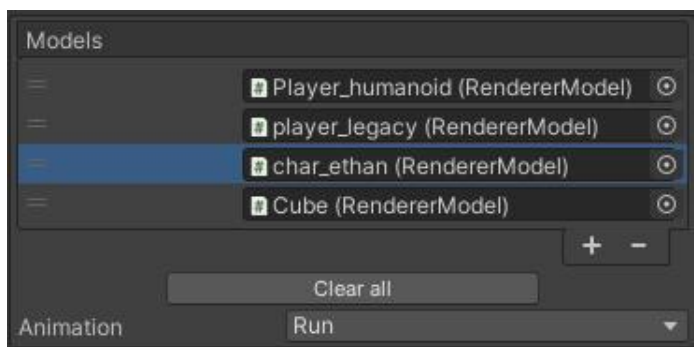 Models
Player_humanoid (RendererModel)
player_legacy (RendererModel)
char_ethan (RendererModel)
Cube (RendererModel)
+ -
Clear all
Animation Run